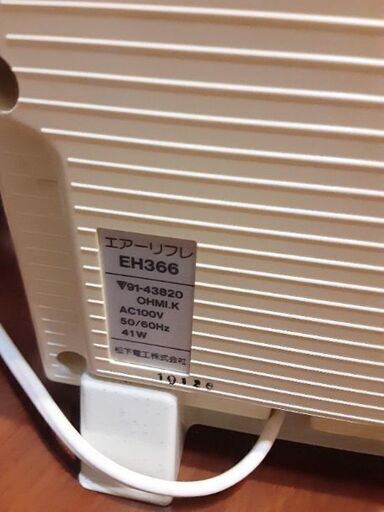 エアーリフレ
EH366
▽91-43820
OHMI.K
AC100V
50/60Hz
41W
松下電工株式会社